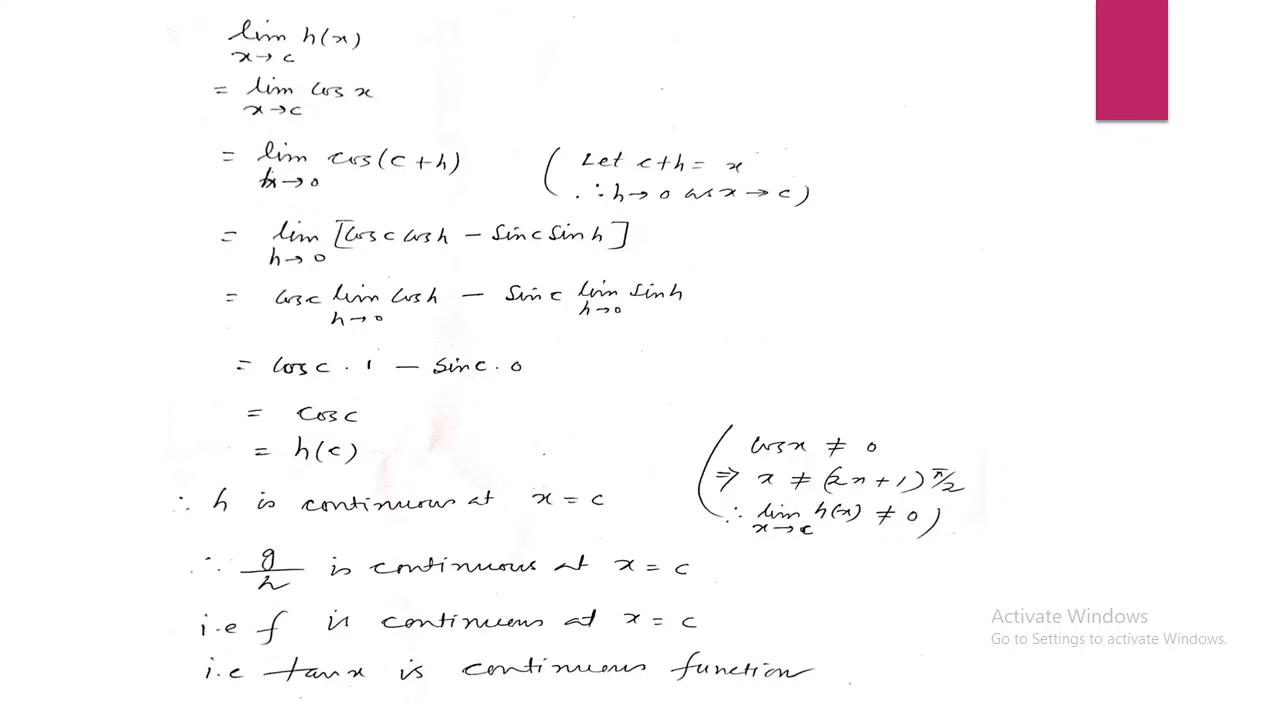 lim h(x)
x→c
= lim cos x
x→c
= lim cos(c+h) (Let c+h = x
h→0 ∴ h→0 as x→c)
= lim [cos c cos h − sin c sin h]
h→0
= cos c lim cos h − sin c lim sin h
h→0 h→0
= cos c . 1 − sin c . 0
= cos c
= h(c)
(cos x ≠ 0
⇒ x ≠ (2n+1) π/2
∴ lim h(x) ≠ 0)
x→c
∴ h is continuous at x = c
∴ g/h is continuous at x = c
i.e f is continuous at x = c
i.e tan x is continuous function
Activate Windows
Go to Settings to activate Windows.